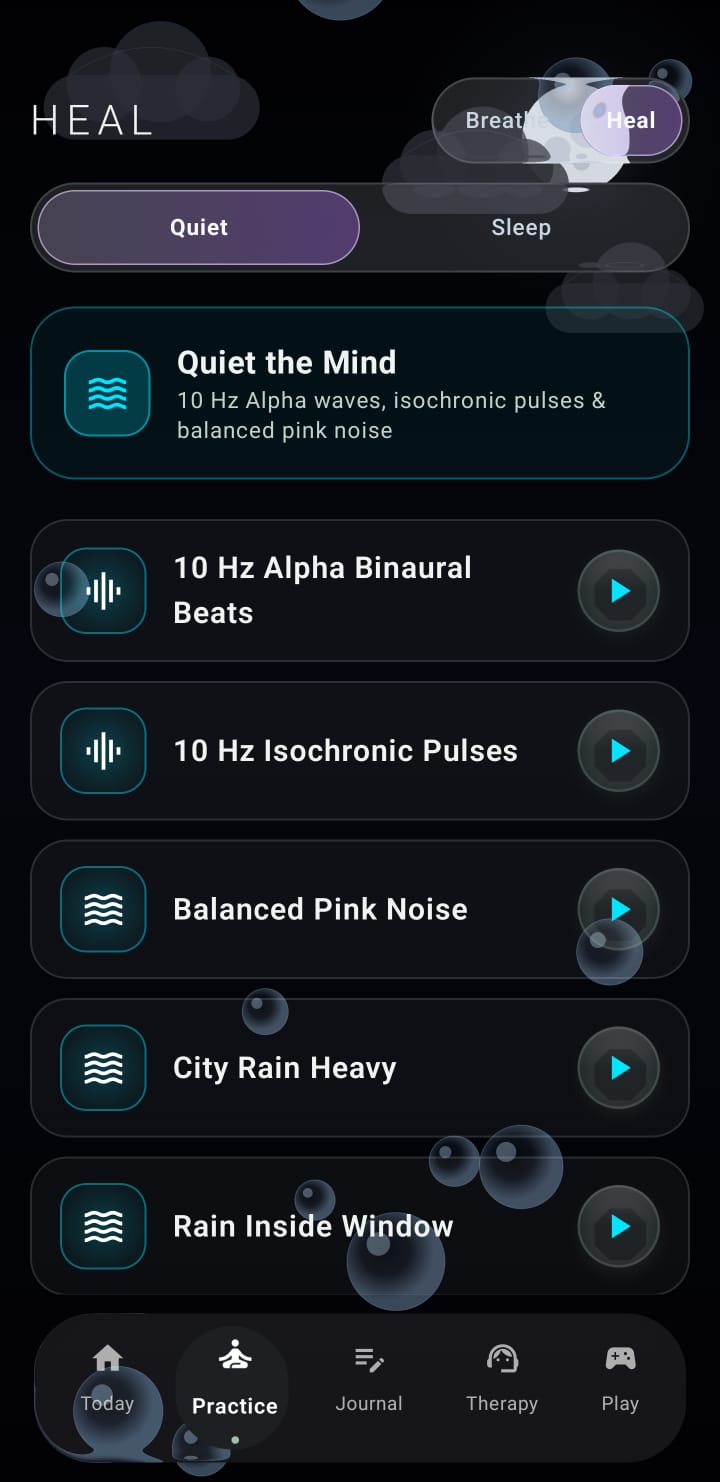 HEAL
Breathe
Heal
Quiet
Sleep
Quiet the Mind
10 Hz Alpha waves, isochronic pulses &
balanced pink noise
10 Hz Alpha Binaural
Beats
10 Hz Isochronic Pulses
Balanced Pink Noise
City Rain Heavy
Rain Inside Window
Today
Practice
Journal
Therapy
Play